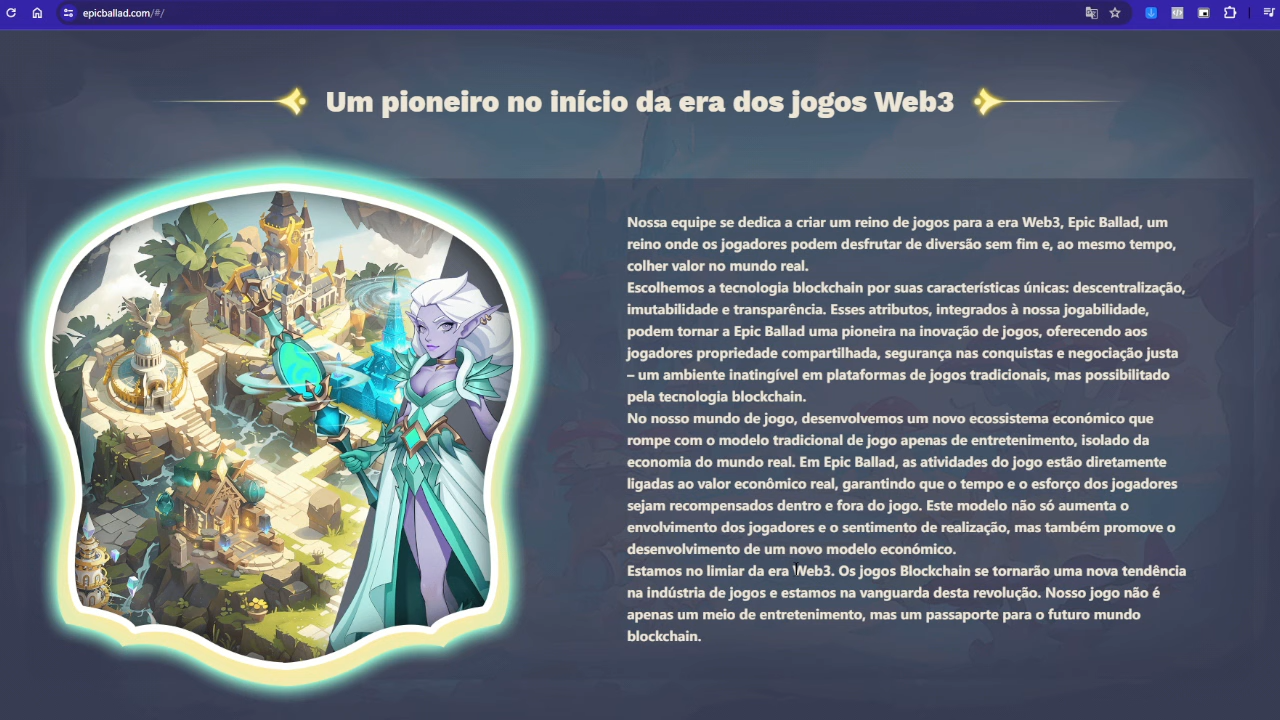 epicballad.com/#/
Um pioneiro no início da era dos jogos Web3
Nossa equipe se dedica a criar um reino de jogos para a era Web3, Epic Ballad, um
reino onde os jogadores podem desfrutar de diversão sem fim e, ao mesmo tempo,
colher valor no mundo real.
Escolhemos a tecnologia blockchain por suas características únicas: descentralização,
imutabilidade e transparência. Esses atributos, integrados à nossa jogabilidade,
podem tornar a Epic Ballad uma pioneira na inovação de jogos, oferecendo aos
jogadores propriedade compartilhada, segurança nas conquistas e negociação justa
– um ambiente inatingível em plataformas de jogos tradicionais, mas possibilitado
pela tecnologia blockchain.
No nosso mundo de jogo, desenvolvemos um novo ecossistema económico que
rompe com o modelo tradicional de jogo apenas de entretenimento, isolado da
economia do mundo real. Em Epic Ballad, as atividades do jogo estão diretamente
ligadas ao valor econômico real, garantindo que o tempo e o esforço dos jogadores
sejam recompensados dentro e fora do jogo. Este modelo não só aumenta o
envolvimento dos jogadores e o sentimento de realização, mas também promove o
desenvolvimento de um novo modelo económico.
Estamos no limiar da era Web3. Os jogos Blockchain se tornarão uma nova tendência
na indústria de jogos e estamos na vanguarda desta revolução. Nosso jogo não é
apenas um meio de entretenimento, mas um passaporte para o futuro mundo
blockchain.